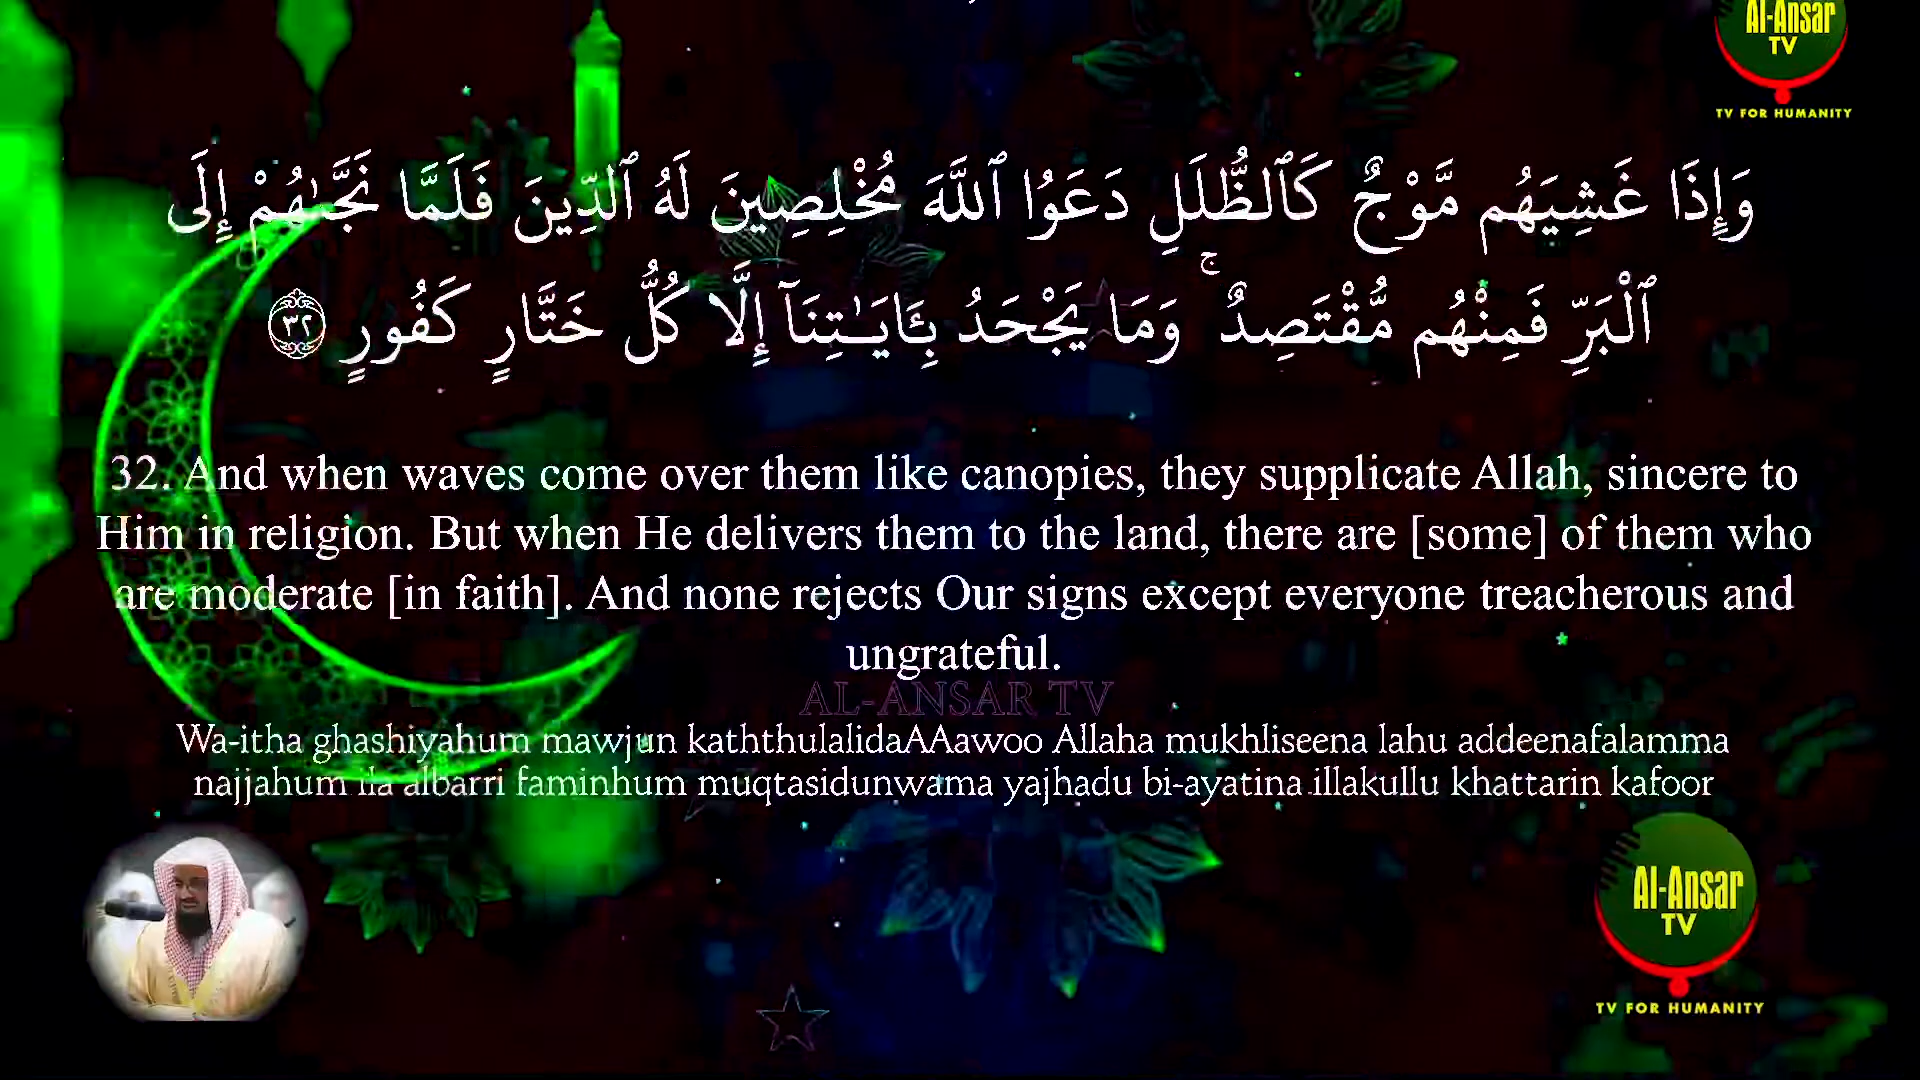 Al-Ansar
TV
TV FOR HUMANITY
وَإِذَا غَشِيَهُم مَّوْجٌ كَٱلظُّلَلِ دَعَوُا۟ ٱللَّهَ مُخْلِصِينَ لَهُ ٱلدِّينَ فَلَمَّا نَجَّىٰهُمْ إِلَى
ٱلْبَرِّ فَمِنْهُم مُّقْتَصِدٌ ۚ وَمَا يَجْحَدُ بِـَٔايَـٰتِنَآ إِلَّا كُلُّ خَتَّارٍ كَفُورٍ ٣٢
32. And when waves come over them like canopies, they supplicate Allah, sincere to
Him in religion. But when He delivers them to the land, there are [some] of them who
are moderate [in faith]. And none rejects Our signs except everyone treacherous and
ungrateful.
AL-ANSAR TV
Wa-itha ghashiyahum mawjun kaththulalidaAAawoo Allaha mukhliseena lahu addeenafalamma
najjahum ila albarri faminhum muqtasidunwama yajhadu bi-ayatina illakullu khattarin kafoor
Al-Ansar
TV
TV FOR HUMANITY